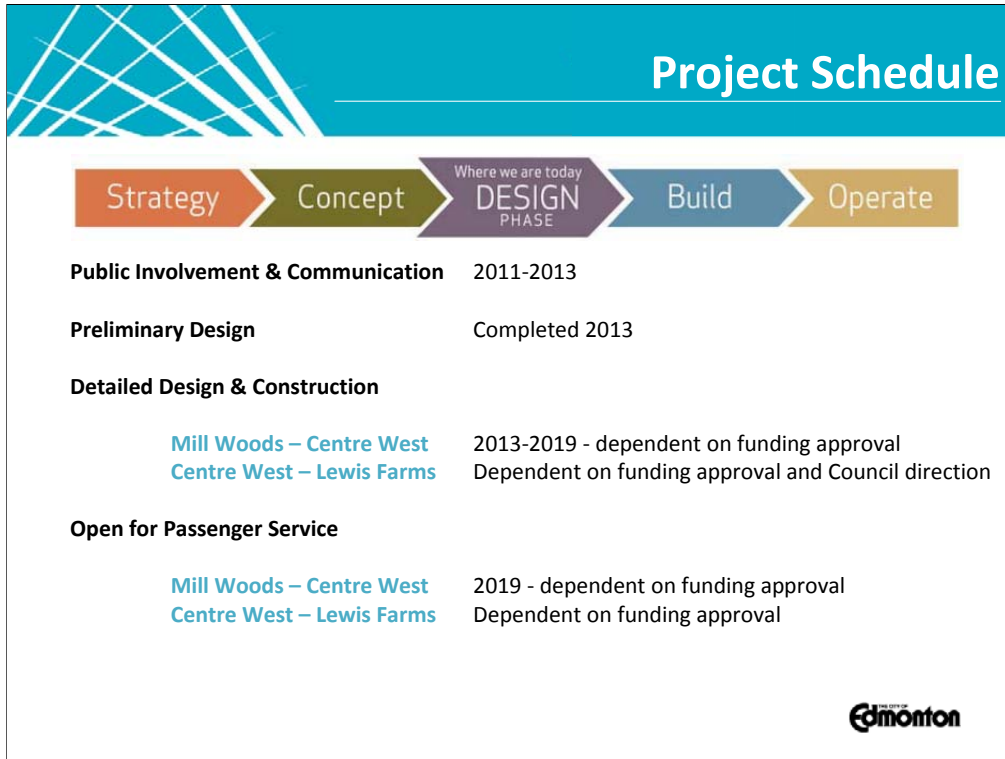 Project Schedule
Strategy
Concept
Where we are today
DESIGN
PHASE
Build
Operate
Public Involvement & Communication 2011-2013
Preliminary Design Completed 2013
Detailed Design & Construction
Mill Woods – Centre West 2013-2019 - dependent on funding approval
Centre West – Lewis Farms Dependent on funding approval and Council direction
Open for Passenger Service
Mill Woods – Centre West 2019 - dependent on funding approval
Centre West – Lewis Farms Dependent on funding approval
THE CITY OF
Edmonton